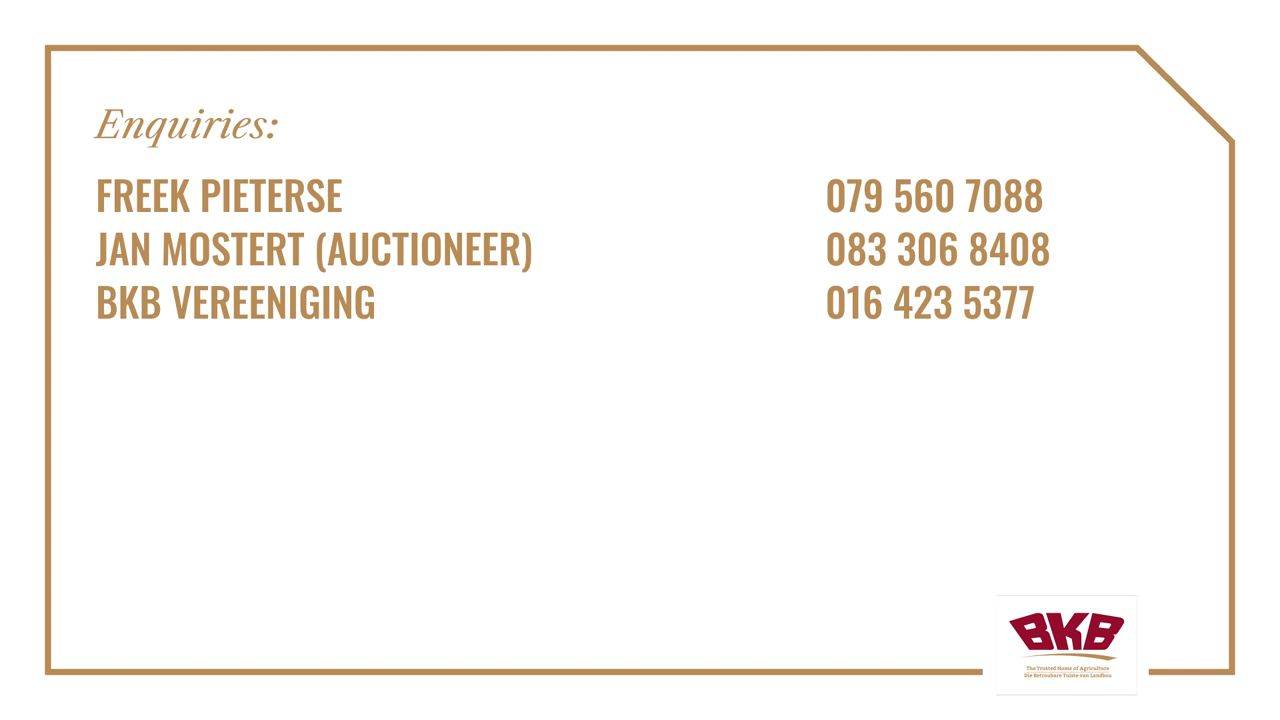 Enquiries:
FREEK PIETERSE 079 560 7088
JAN MOSTERT (AUCTIONEER) 083 306 8408
BKB VEREENIGING 016 423 5377
BKB
The Trusted Home of Agriculture
Die Betroubare Tuiste van Landbou